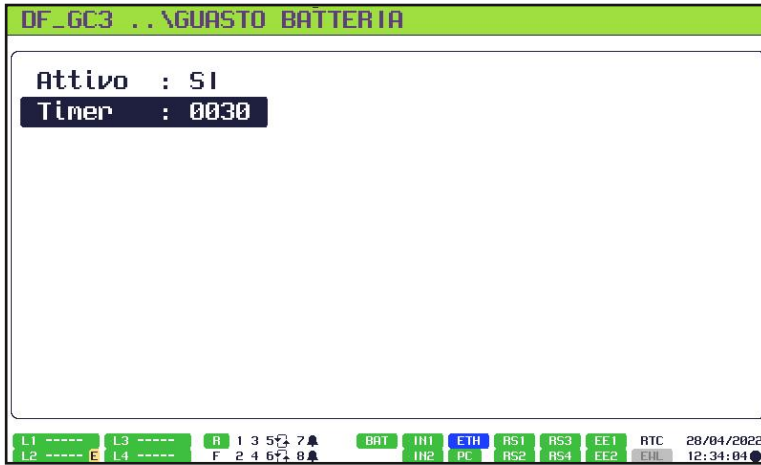 DF_GC3 ..\GUASTO BATTERIA
Attivo : SI
Timer : 0030
L1 ----- L3 ----- R 1 3 5 7 BAT IN1 ETH RS1 RS3 EE1 RTC 28/04/2022
L2 ----- E L4 ----- F 2 4 6 8 IN2 PC RS2 RS4 EE2 EWL 12:34:04